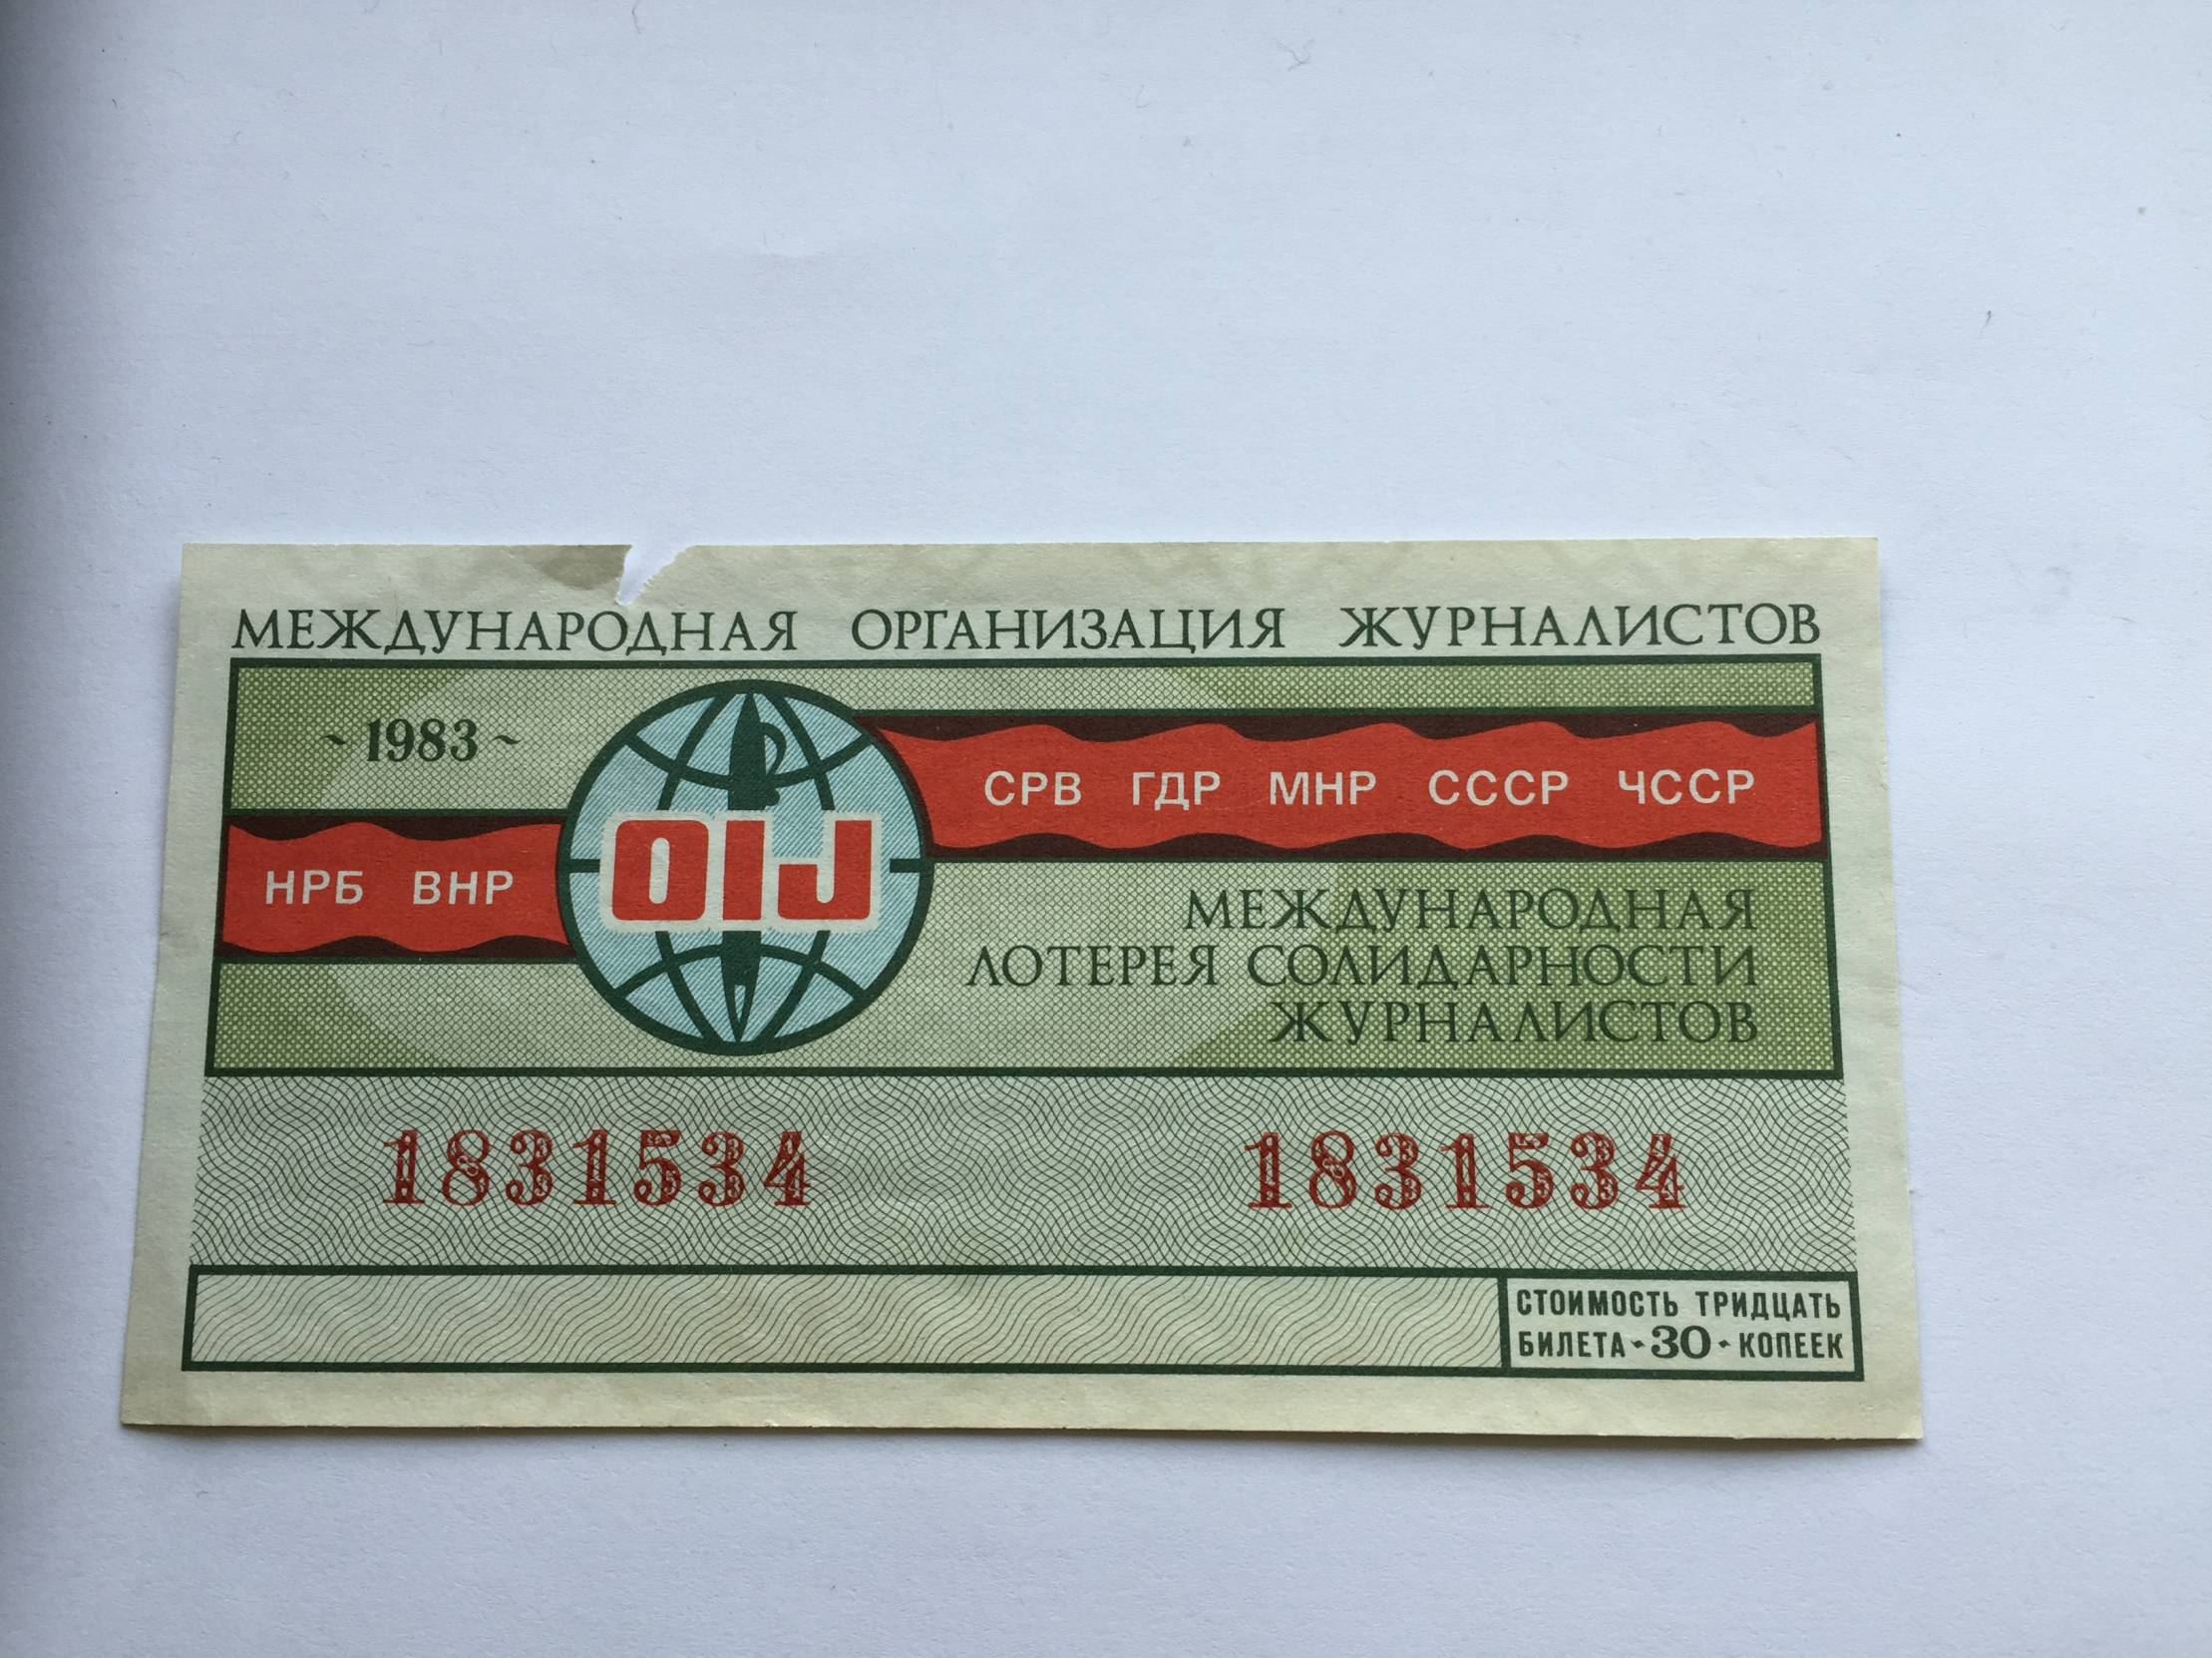 МЕЖДУНАРОДНАЯ ОРГАНИЗАЦИЯ ЖУРНАЛИСТОВ
~ 1983 ~
НРБ ВНР
OIJ
СРВ ГДР МНР СССР ЧССР
МЕЖДУНАРОДНАЯ
ЛОТЕРЕЯ СОЛИДАРНОСТИ
ЖУРНАЛИСТОВ
1831534 1831534
СТОИМОСТЬ ТРИДЦАТЬ
БИЛЕТА - 30 - КОПЕЕК